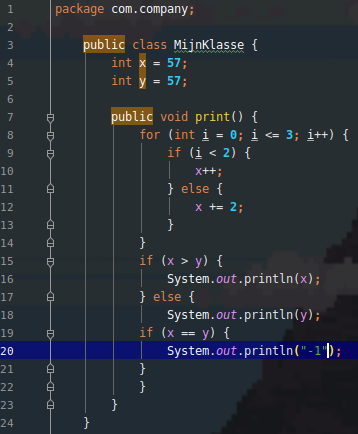 1 package com.company;
2
3 public class MijnKlasse {
4 int x = 57;
5 int y = 57;
6
7 public void print() {
8 for (int i = 0; i <= 3; i++) {
9 if (i < 2) {
10 x++;
11 } else {
12 x += 2;
13 }
14 }
15 if (x > y) {
16 System.out.println(x);
17 } else {
18 System.out.println(y);
19 if (x == y) {
20 System.out.println("-1");
21 }
22 }
23 }
24 }